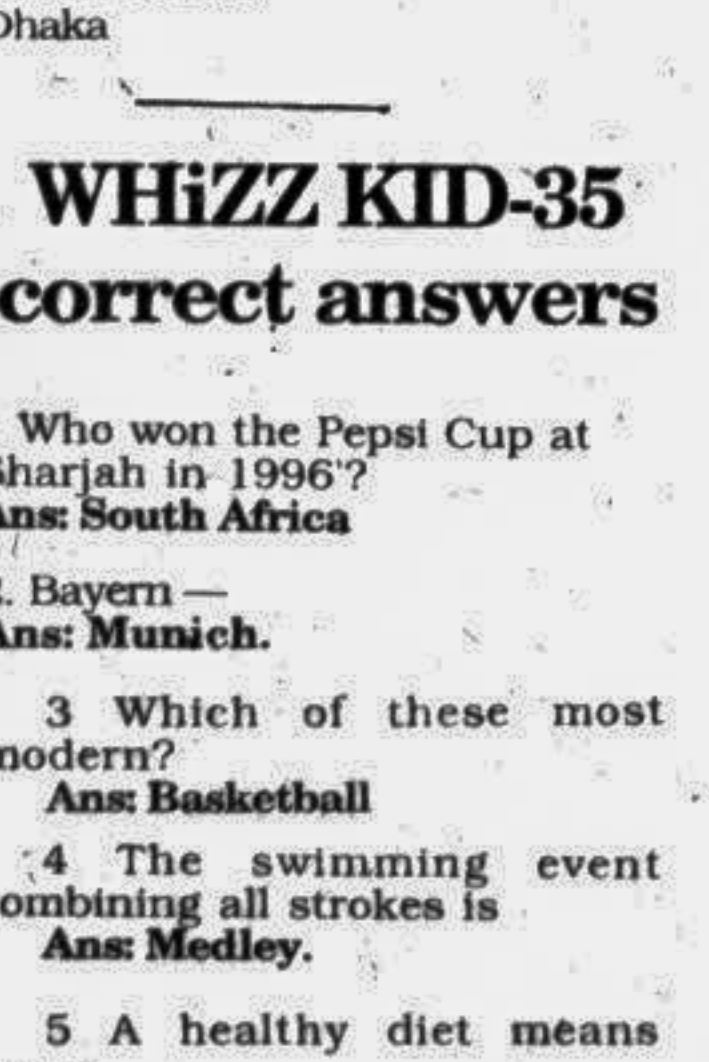 Dhaka
WHiZZ KID-35
correct answers
Who won the Pepsi Cup at
Sharjah in 1996'?
Ans: South Africa
2. Bayern —
Ans: Munich.
3 Which of these most
modern?
Ans: Basketball
4 The swimming event
combining all strokes is
Ans: Medley.
5 A healthy diet means